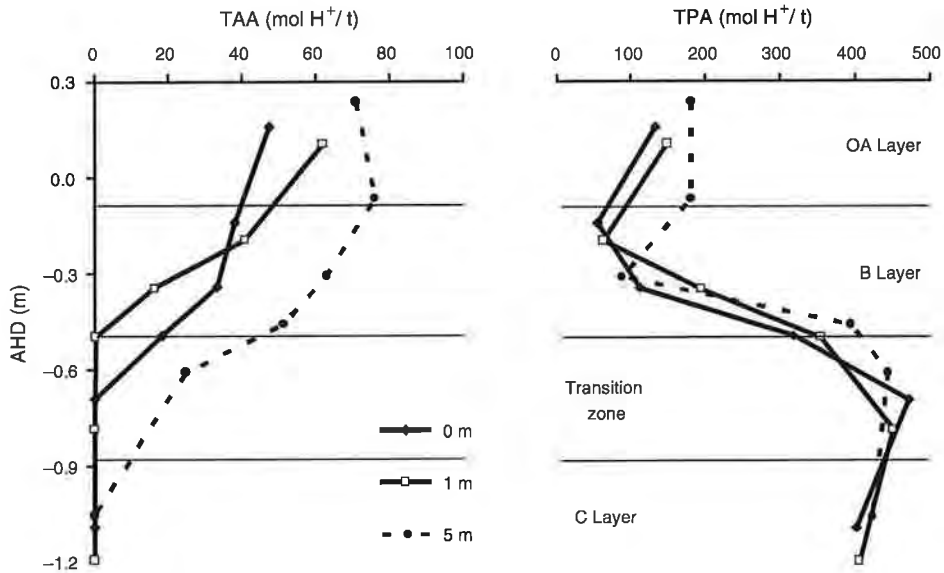 TAA (mol H⁺/ t)
0 20 40 60 80 100
AHD (m)
0.3
0.0
−0.3
−0.6
−0.9
−1.2
0 m
1 m
5 m
TPA (mol H⁺/ t)
0 100 200 300 400 500
OA Layer
B Layer
Transition
zone
C Layer